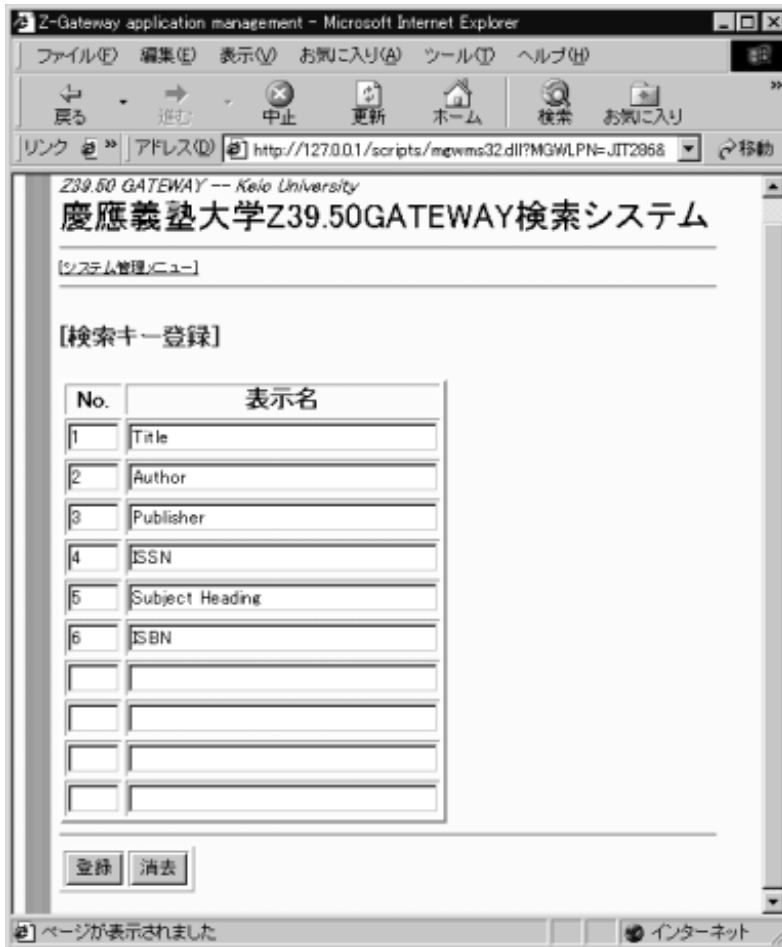 Z-Gateway application management - Microsoft Internet Explorer
ファイル(F) 編集(E) 表示(V) お気に入り(A) ツール(T) ヘルプ(H)
戻る 進む 中止 更新 ホーム 検索 お気に入り »
リンク » アドレス(D) http://127.0.0.1/scripts/mgwms32.dll?MGWLPN=JIT296& 移動
Z39.50 GATEWAY -- Keio University
慶應義塾大学Z39.50GATEWAY検索システム
[システム管理メニュー]
[検索キー登録]
No. 表示名
1 Title
2 Author
3 Publisher
4 ISSN
5 Subject Heading
6 ISBN
登録 消去
ページが表示されました インターネット